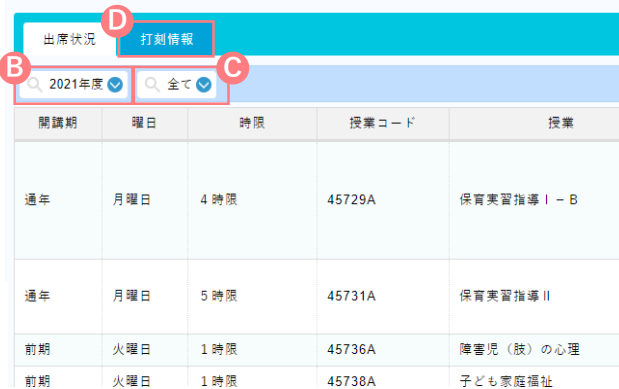 D
出席状況 打刻情報
B C
2021年度 全て
開講期 曜日 時限 授業コード 授業
通年 月曜日 4時限 45729A 保育実習指導Ⅰ－B
通年 月曜日 5時限 45731A 保育実習指導Ⅱ
前期 火曜日 1時限 45736A 障害児（肢）の心理
前期 火曜日 1時限 45738A 子ども家庭福祉